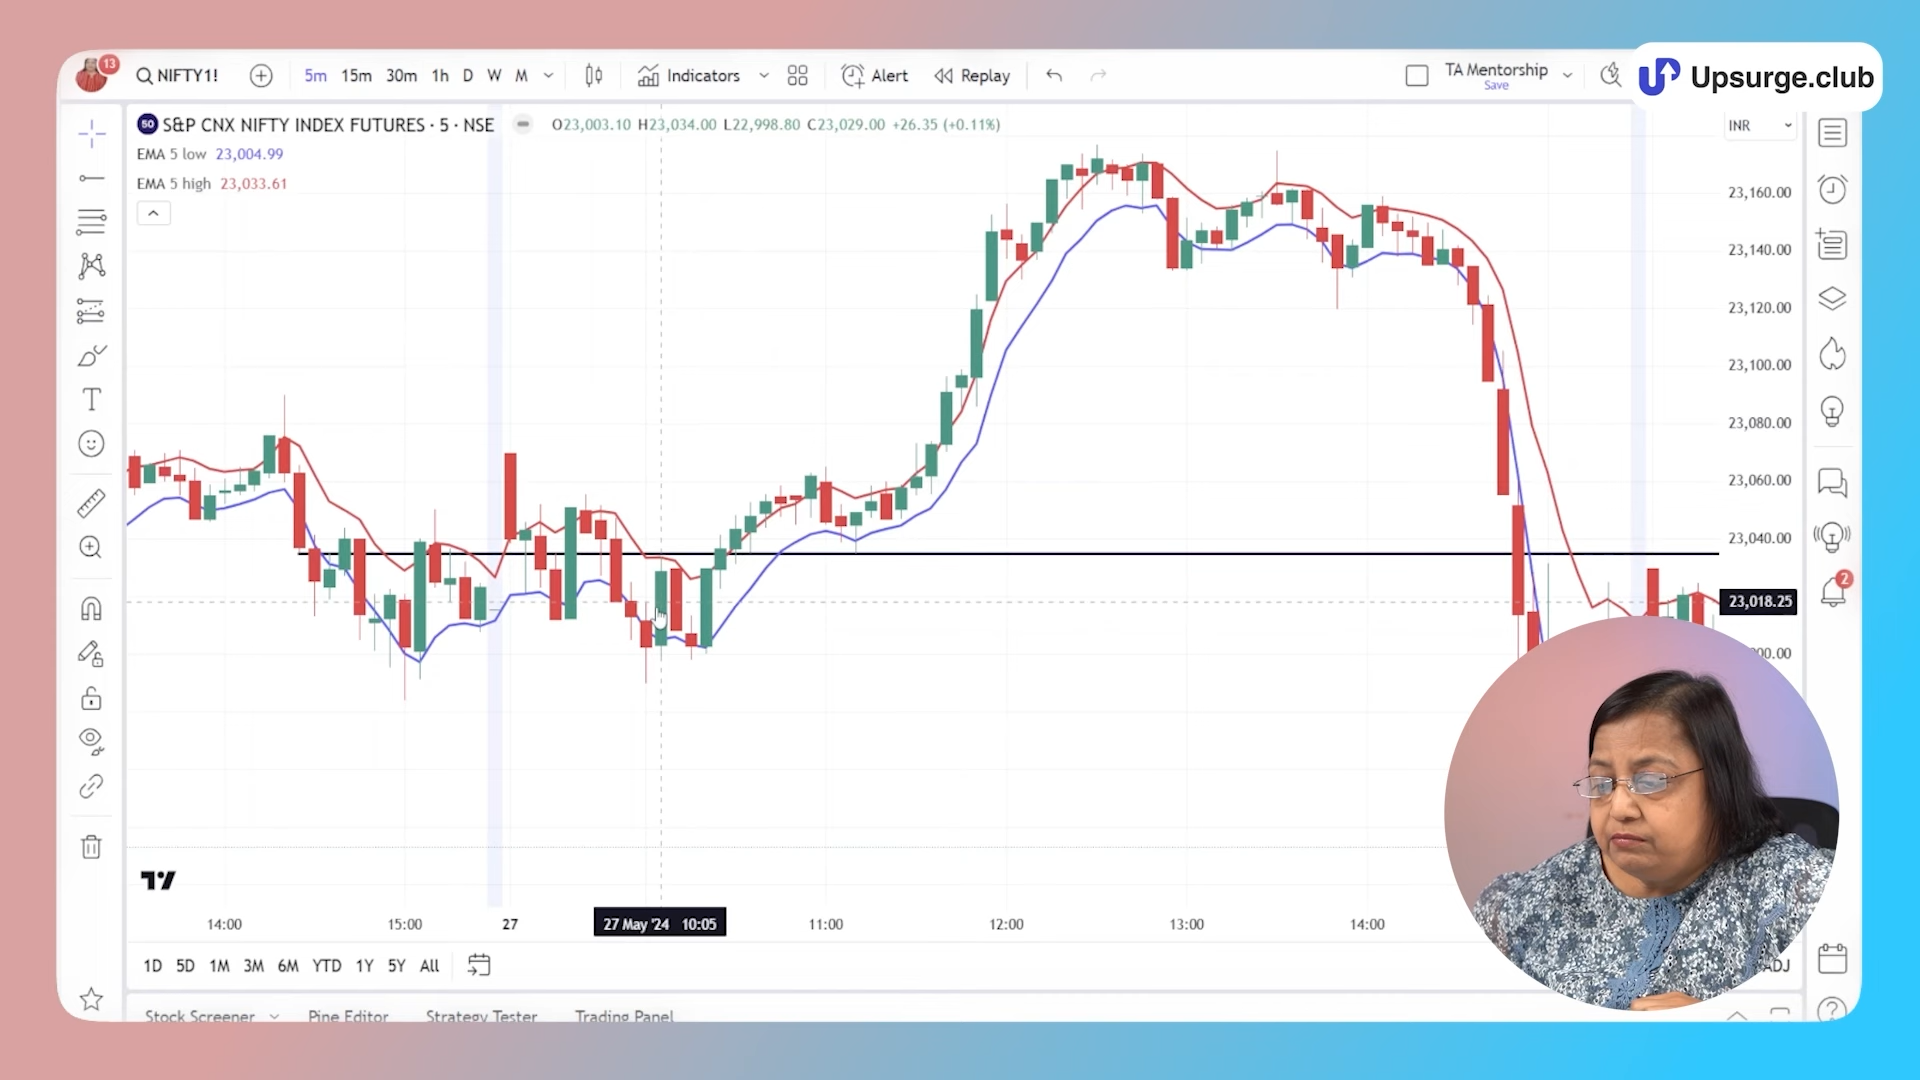 13
NIFTY1!
5m 15m 30m 1h D W M
Indicators
Alert
Replay
TA Mentorship
Save
Upsurge.club
50 S&P CNX NIFTY INDEX FUTURES · 5 · NSE
O23,003.10 H23,034.00 L22,998.80 C23,029.00 +26.35 (+0.11%)
INR
EMA 5 low 23,004.99
EMA 5 high 23,033.61
23,160.00
23,140.00
23,120.00
23,100.00
23,080.00
23,060.00
23,040.00
2
23,018.25
14:00 15:00 27 27 May '24 10:05 11:00 12:00 13:00 14:00
1D 5D 1M 3M 6M YTD 1Y 5Y All
Stock Screener Pine Editor Strategy Tester Trading Panel